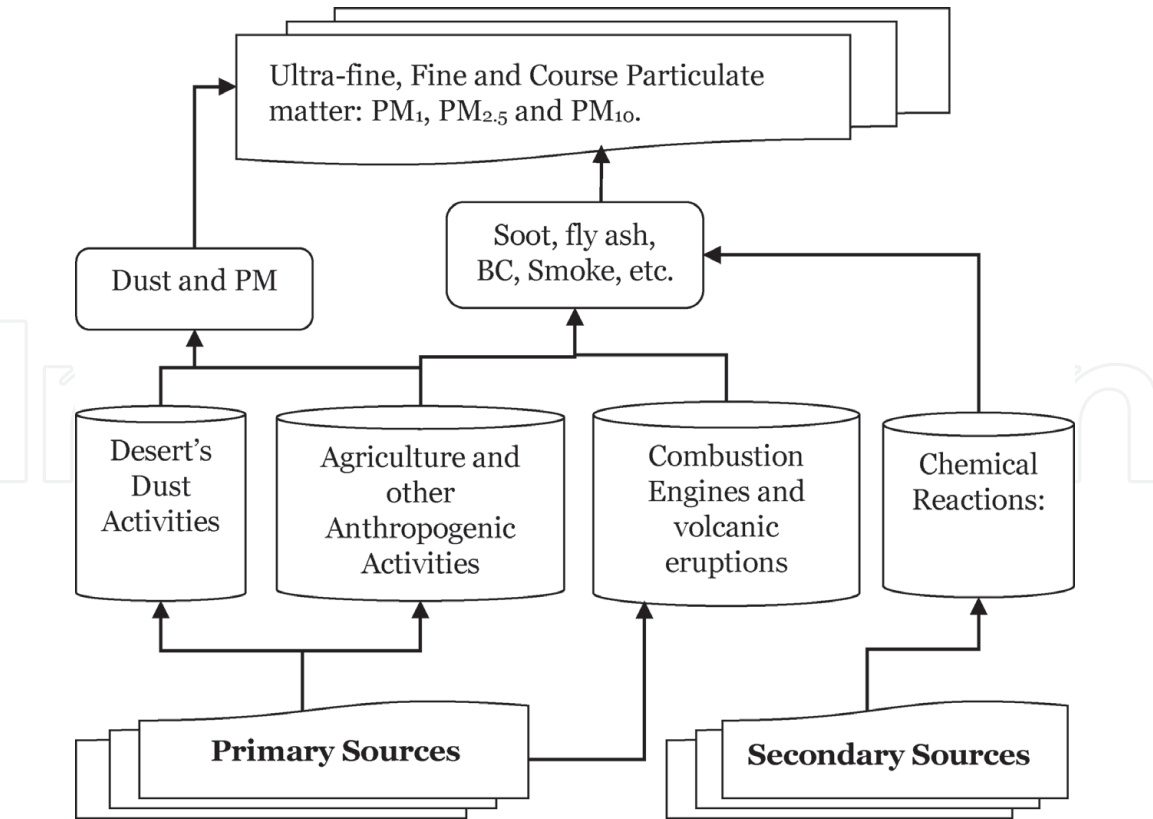 Ultra-fine, Fine and Course Particulate
matter: PM₁, PM₂.₅ and PM₁₀.
Soot, fly ash,
BC, Smoke, etc.
Dust and PM
Desert’s
Dust
Activities
Agriculture and
other
Anthropogenic
Activities
Combustion
Engines and
volcanic
eruptions
Chemical
Reactions:
Primary Sources
Secondary Sources